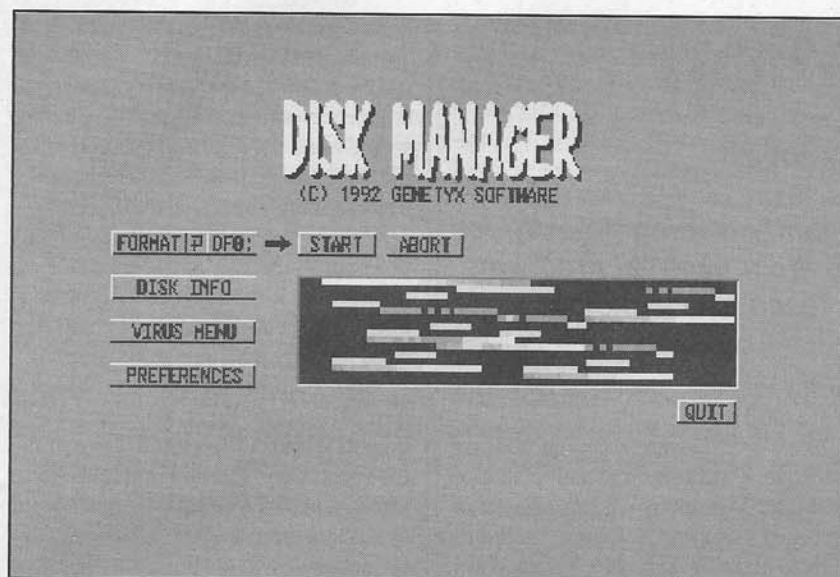 DISK MANAGER
(C) 1992 GENETYX SOFTWARE
FORMAT DF0: START ABORT
DISK INFO
VIRUS MENU
PREFERENCES
QUIT